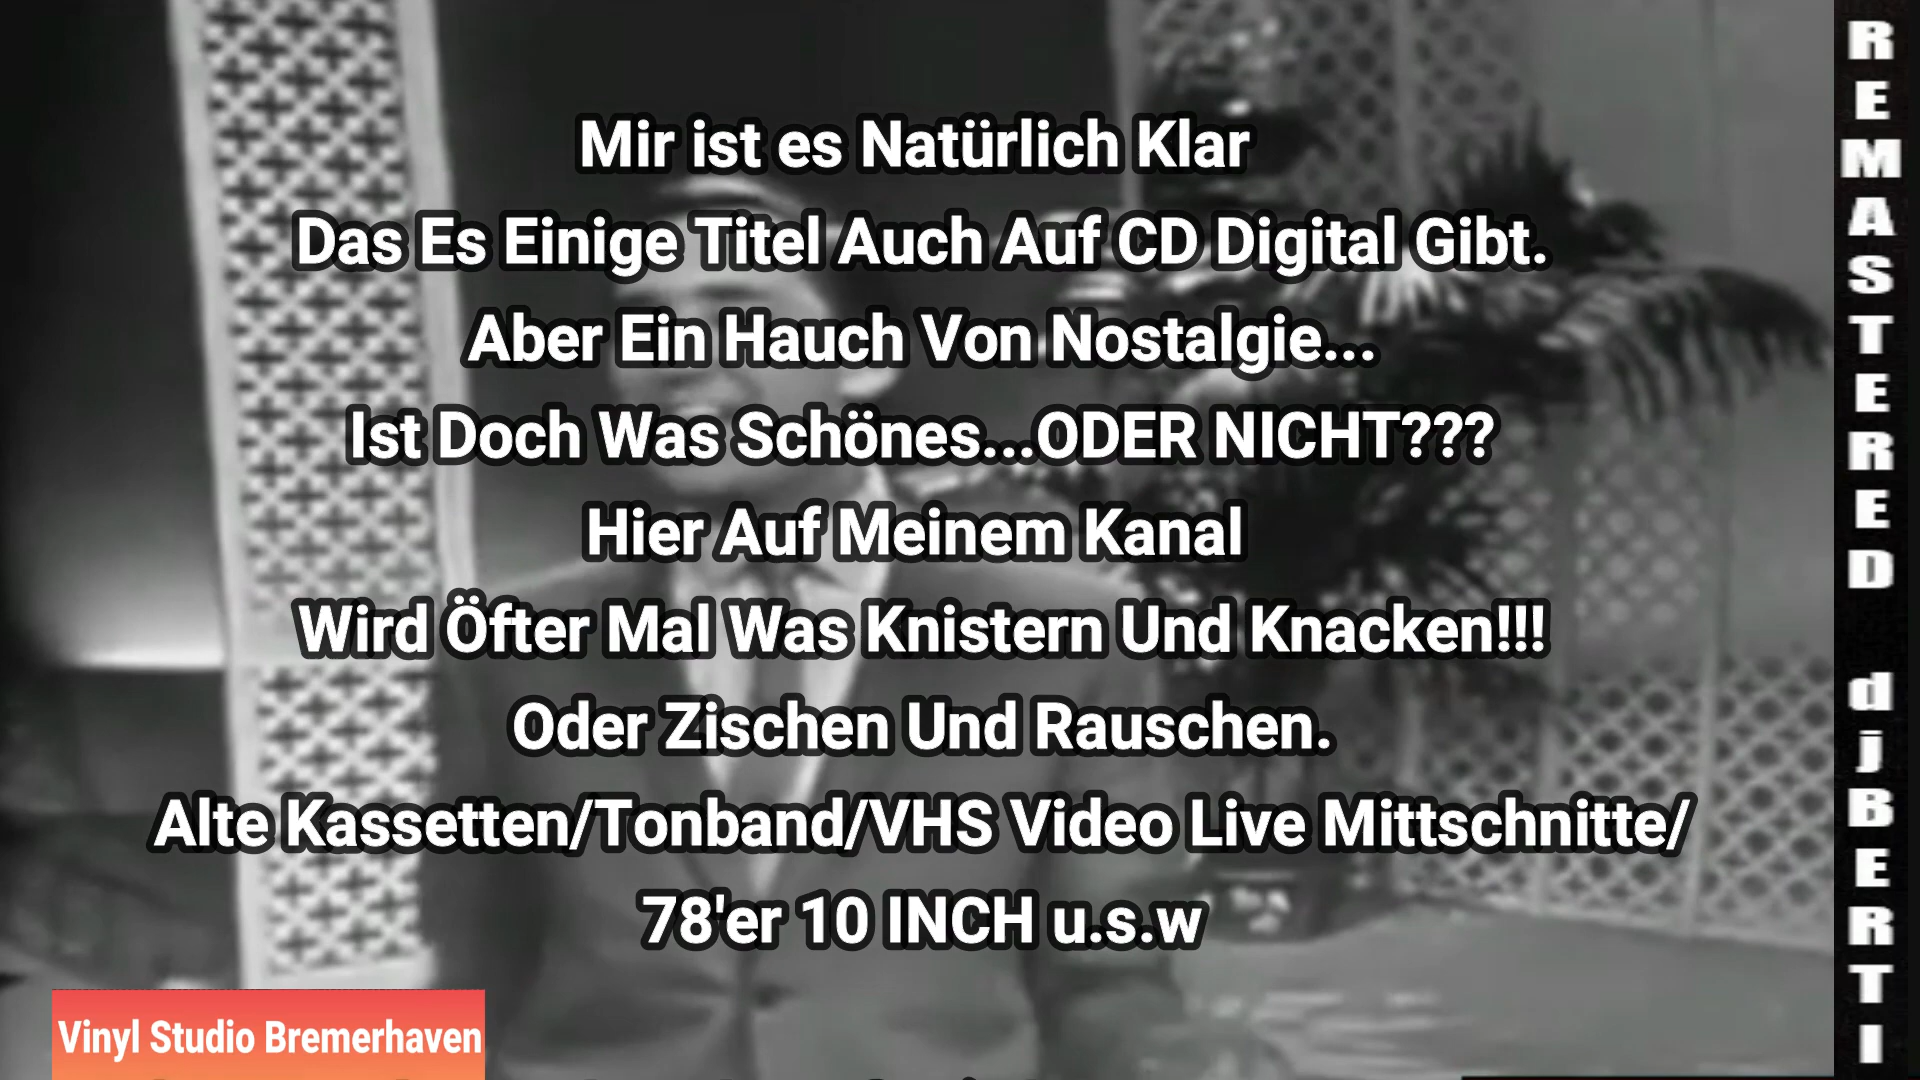 Mir ist es Natürlich Klar
Das Es Einige Titel Auch Auf CD Digital Gibt.
Aber Ein Hauch Von Nostalgie...
Ist Doch Was Schönes...ODER NICHT???
Hier Auf Meinem Kanal
Wird Öfter Mal Was Knistern Und Knacken!!!
Oder Zischen Und Rauschen.
Alte Kassetten/Tonband/VHS Video Live Mittschnitte/
78'er 10 INCH u.s.w
Vinyl Studio Bremerhaven
REMASTERED djBERTI